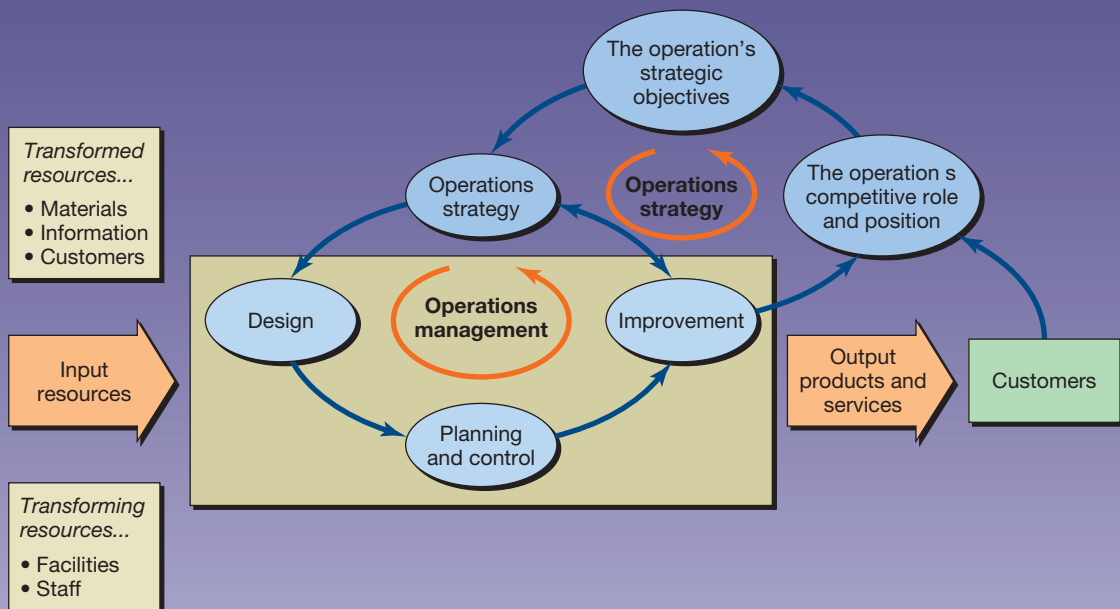 The operation’s
strategic
objectives
Transformed
resources...
• Materials
• Information
• Customers
Operations
strategy
Operations
strategy
The operation s
competitive role
and position
Design
Operations
management
Improvement
Input
resources
Output
products and
services
Customers
Planning
and control
Transforming
resources...
• Facilities
• Staff